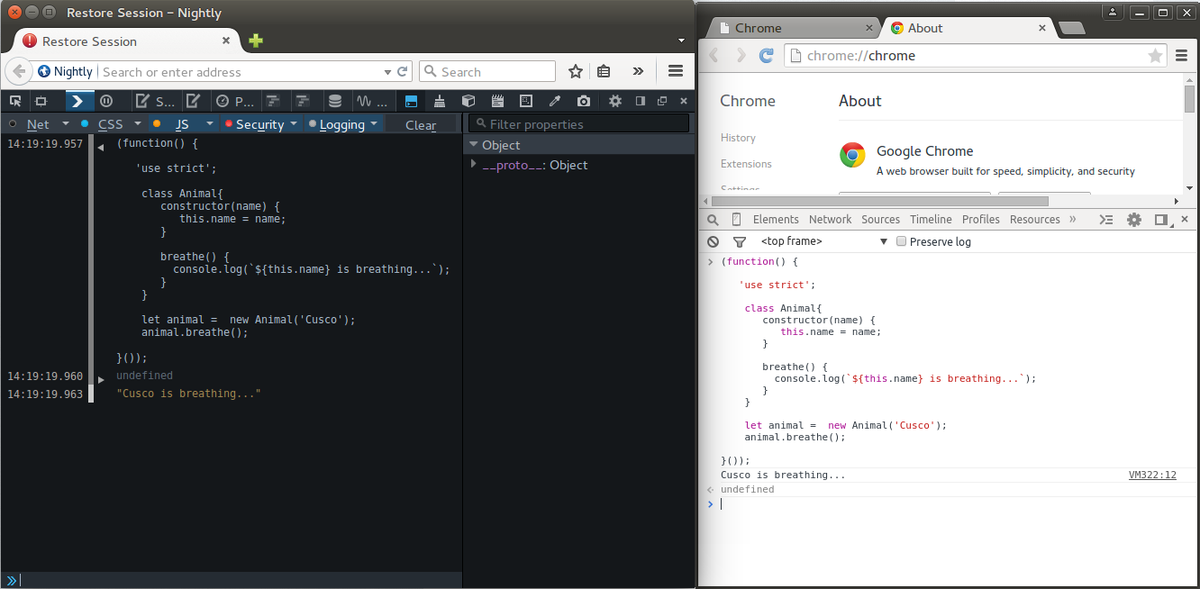 Restore Session - Nightly
Restore Session
Nightly Search or enter address
Search
S... P... ...
Net CSS JS Security Logging Clear
Filter properties
14:19:19.957 (function() {
'use strict';
class Animal{
constructor(name) {
this.name = name;
}
breathe() {
console.log(`${this.name} is breathing...`);
}
}
let animal =  new Animal('Cusco');
animal.breathe();
}());
14:19:19.960 undefined
14:19:19.963 "Cusco is breathing..."
»
Object
__proto__: Object
Chrome About
chrome://chrome
Chrome
History
Extensions
Settings
About
Google Chrome
A web browser built for speed, simplicity, and security
Elements Network Sources Timeline Profiles Resources »
<top frame> Preserve log
> (function() {
'use strict';
class Animal{
constructor(name) {
this.name = name;
}
breathe() {
console.log(`${this.name} is breathing...`);
}
}
let animal =  new Animal('Cusco');
animal.breathe();
}());
Cusco is breathing... VM322:12
undefined
>